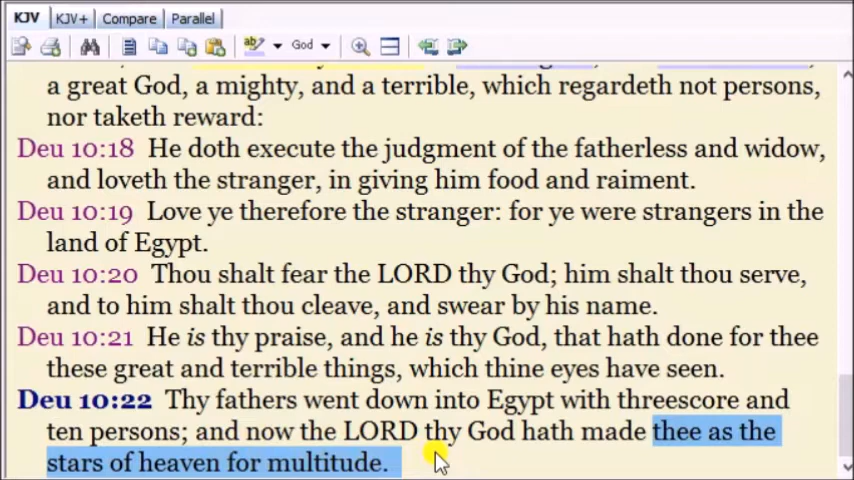 KJV KJV+ Compare Parallel
God
a great God, a mighty, and a terrible, which regardeth not persons,
nor taketh reward:
Deu 10:18 He doth execute the judgment of the fatherless and widow,
and loveth the stranger, in giving him food and raiment.
Deu 10:19 Love ye therefore the stranger: for ye were strangers in the
land of Egypt.
Deu 10:20 Thou shalt fear the LORD thy God; him shalt thou serve,
and to him shalt thou cleave, and swear by his name.
Deu 10:21 He is thy praise, and he is thy God, that hath done for thee
these great and terrible things, which thine eyes have seen.
Deu 10:22 Thy fathers went down into Egypt with threescore and
ten persons; and now the LORD thy God hath made thee as the
stars of heaven for multitude.